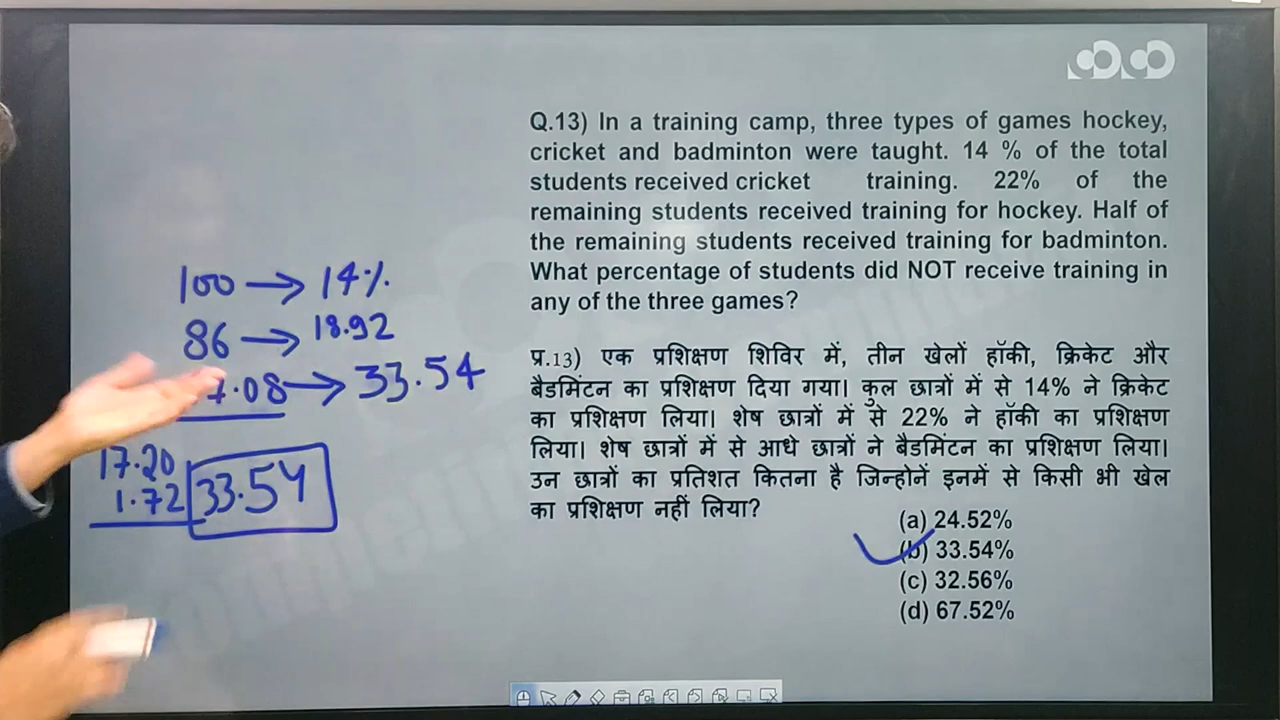 Q.13) In a training camp, three types of games hockey,
cricket and badminton were taught. 14 % of the total
students received cricket training. 22% of the
remaining students received training for hockey. Half of
the remaining students received training for badminton.
What percentage of students did NOT receive training in
any of the three games?
प्र.13) एक प्रशिक्षण शिविर में, तीन खेलों हॉकी, क्रिकेट और
बैडमिंटन का प्रशिक्षण दिया गया। कुल छात्रों में से 14% ने क्रिकेट
का प्रशिक्षण लिया। शेष छात्रों में से 22% ने हॉकी का प्रशिक्षण
लिया। शेष छात्रों में से आधे छात्रों ने बैडमिंटन का प्रशिक्षण लिया।
उन छात्रों का प्रतिशत कितना है जिन्होनें इनमें से किसी भी खेल
का प्रशिक्षण नहीं लिया?
(a) 24.52%
(b) 33.54%
(c) 32.56%
(d) 67.52%
100 → 14%
86 → 18.92
7.08 → 33.54
17.20
1.72
33.54